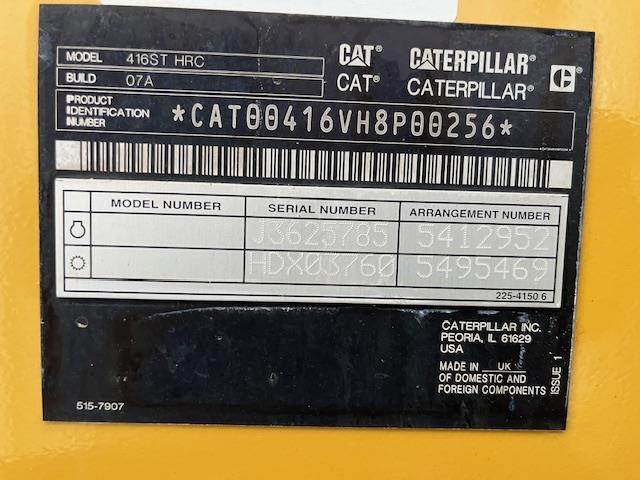 MODEL 416ST HRC
BUILD 07A
CAT® CATERPILLAR®
CAT® CATERPILLAR®
C
PRODUCT
IDENTIFICATION
NUMBER
*CAT00416VH8P00256*
MODEL NUMBER SERIAL NUMBER ARRANGEMENT NUMBER
J3625785 5412952
HDX03760 5495469
225-4150 6
CATERPILLAR INC.
PEORIA, IL 61629
USA
MADE IN UK
OF DOMESTIC AND
FOREIGN COMPONENTS
ISSUE 1
515-7907